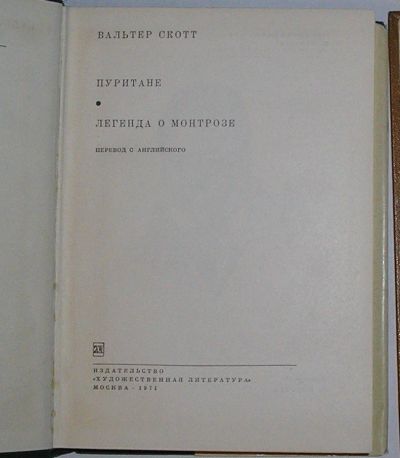 ВАЛЬТЕР СКОТТ
ПУРИТАНЕ
•
ЛЕГЕНДА О МОНТРОЗЕ
ПЕРЕВОД С АНГЛИЙСКОГО
ИЗДАТЕЛЬСТВО
«ХУДОЖЕСТВЕННАЯ ЛИТЕРАТУРА»
МОСКВА · 1971